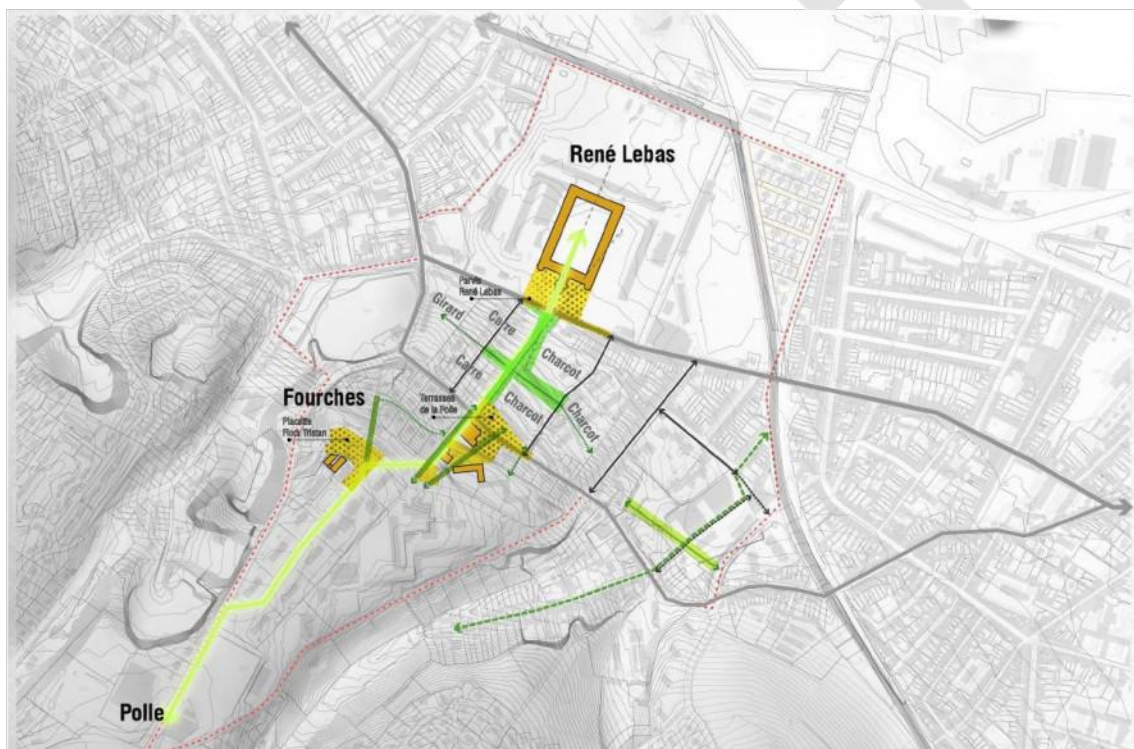 René Lebas
Parvis
René Lebas
Girard
Carre
Carre
Charcot
Charcot
Charcot
Fourches
Placette
Flora Tristan
Terrasses
de la Polle
Polle